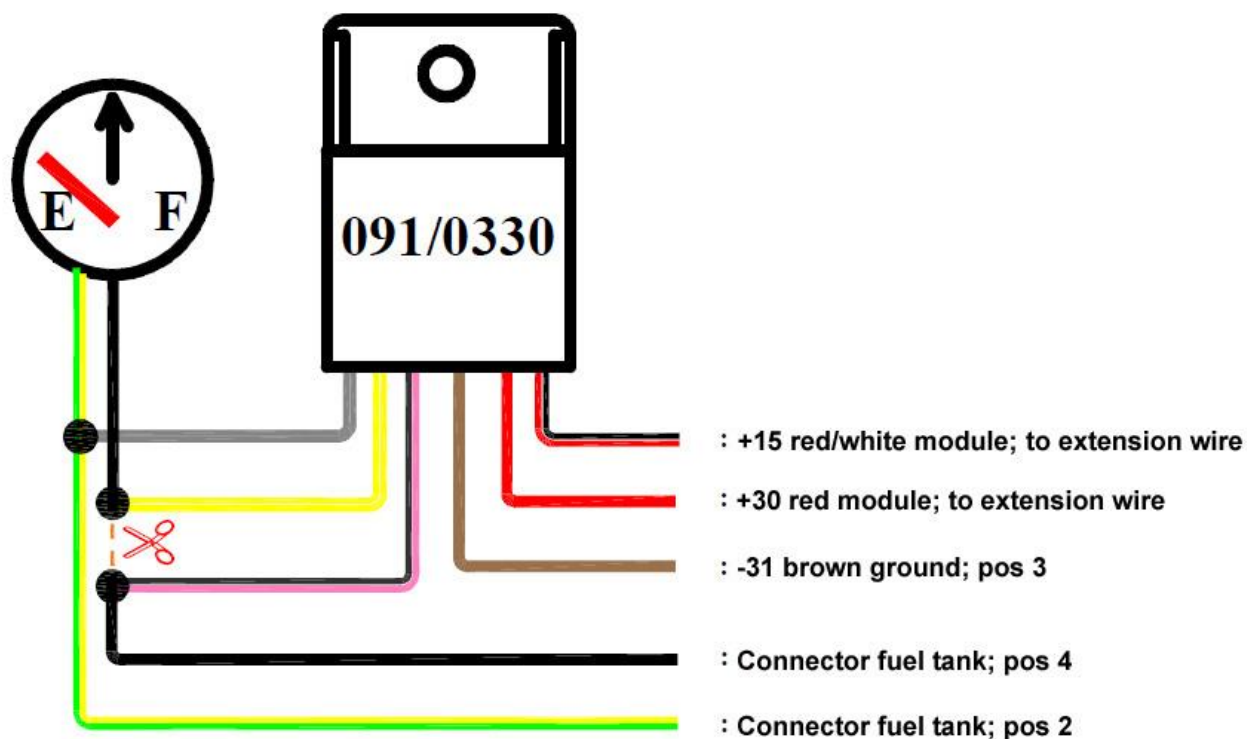 E F
091/0330
: +15 red/white module; to extension wire
: +30 red module; to extension wire
: -31 brown ground; pos 3
: Connector fuel tank; pos 4
: Connector fuel tank; pos 2